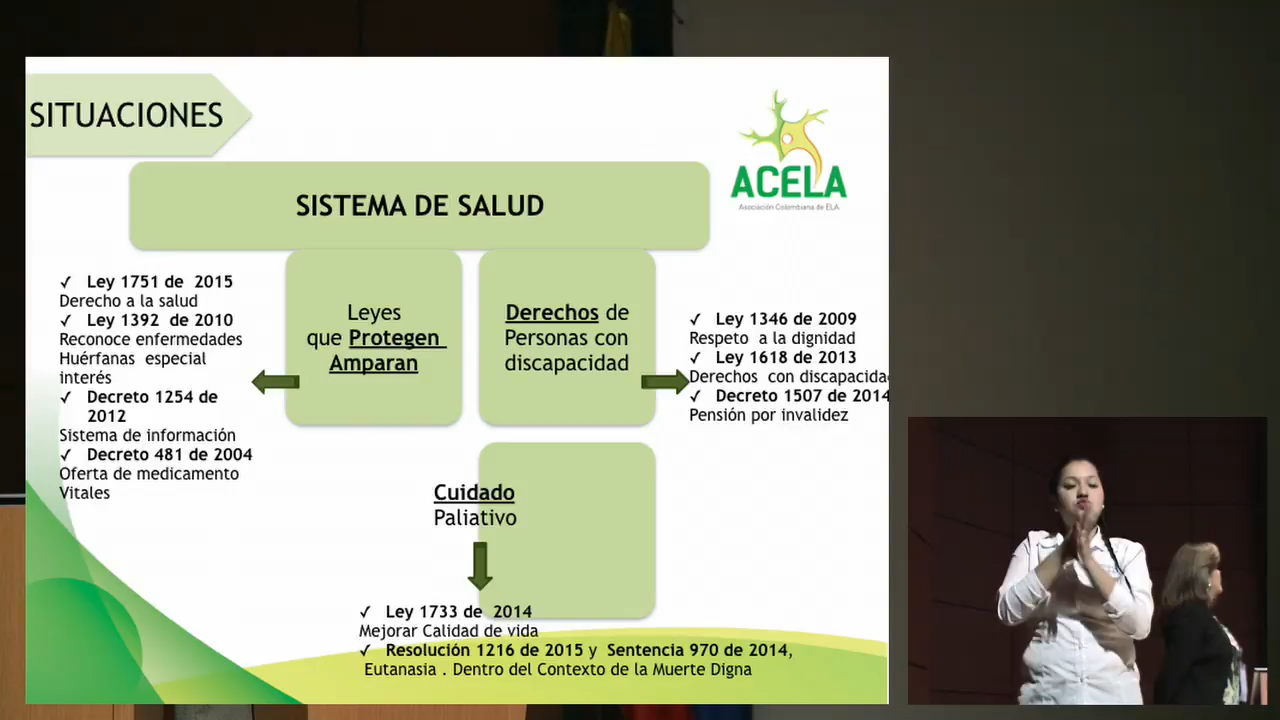 SITUACIONES
ACELA
Asociación Colombiana de ELA
SISTEMA DE SALUD
✓ Ley 1751 de 2015
Derecho a la salud
✓ Ley 1392 de 2010
Reconoce enfermedades
Huérfanas especial
interés
✓ Decreto 1254 de
2012
Sistema de información
✓ Decreto 481 de 2004
Oferta de medicamento
Vitales
Leyes
que Protegen
Amparan
Derechos de
Personas con
discapacidad
✓ Ley 1346 de 2009
Respeto a la dignidad
✓ Ley 1618 de 2013
Derechos con discapacida
✓ Decreto 1507 de 2014
Pensión por invalidez
Cuidado
Paliativo
✓ Ley 1733 de 2014
Mejorar Calidad de vida
✓ Resolución 1216 de 2015 y Sentencia 970 de 2014,
Eutanasia . Dentro del Contexto de la Muerte Digna